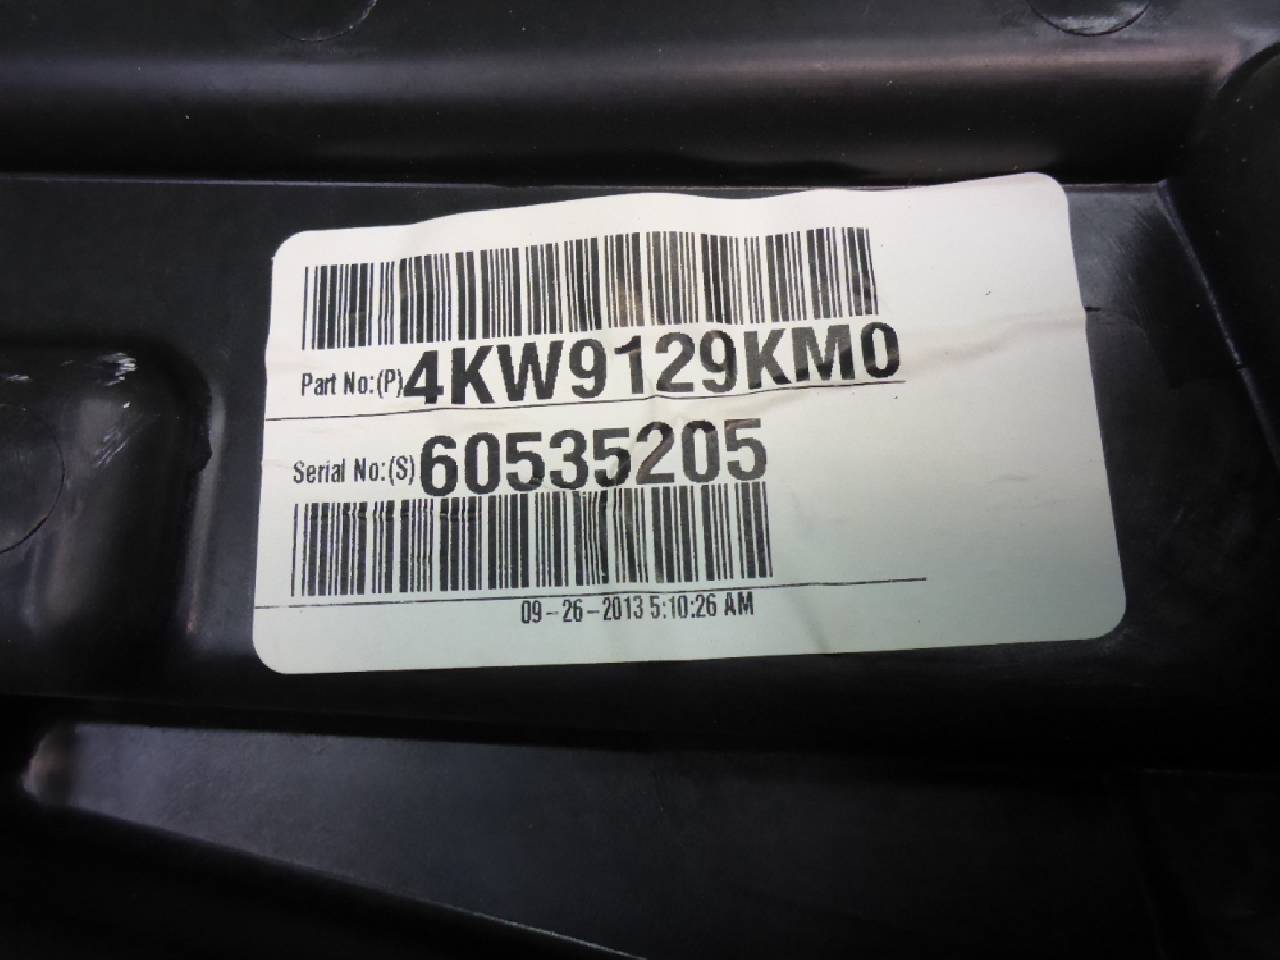 Part No:(P)4KW9129KM0
Serial No:(S)60535205
09-26-2013 5:10:26 AM